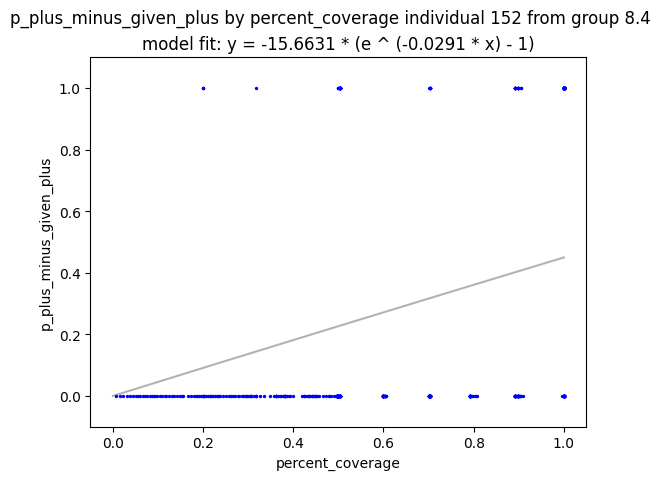 p_plus_minus_given_plus by percent_coverage individual 152 from group 8.4
model fit: y = -15.6631 * (e ^ (-0.0291 * x) - 1)
1.0
0.8
0.6
0.4
0.2
0.0
p_plus_minus_given_plus
0.0 0.2 0.4 0.6 0.8 1.0
percent_coverage